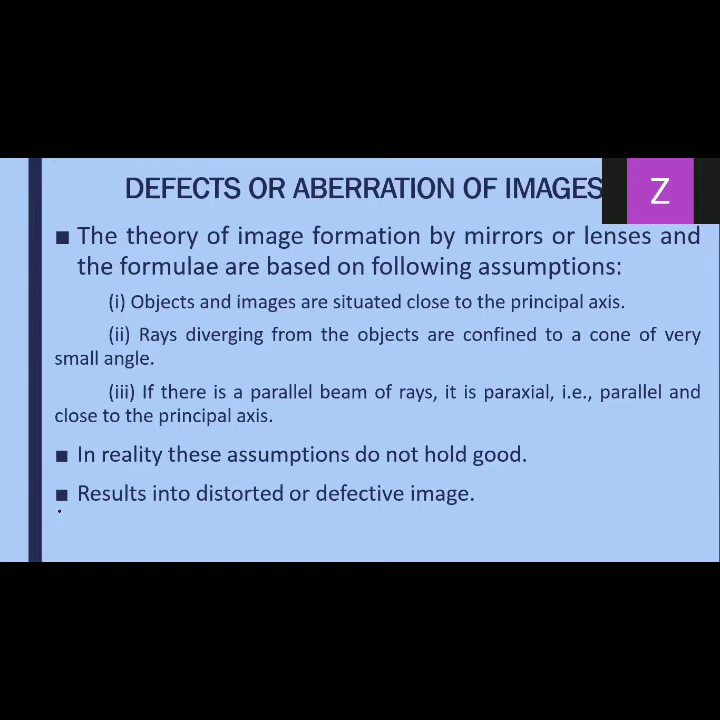 DEFECTS OR ABERRATION OF IMAGES
Z
■ The theory of image formation by mirrors or lenses and
the formulae are based on following assumptions:
(i) Objects and images are situated close to the principal axis.
(ii) Rays diverging from the objects are confined to a cone of very
small angle.
(iii) If there is a parallel beam of rays, it is paraxial, i.e., parallel and
close to the principal axis.
■ In reality these assumptions do not hold good.
■ Results into distorted or defective image.